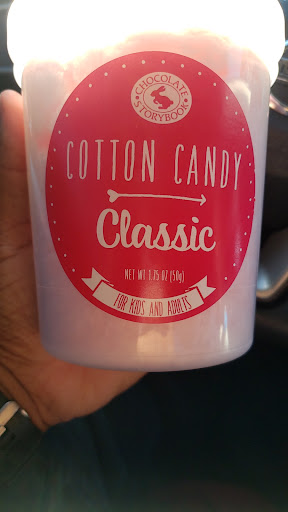 CHOCOLATE
STORYBOOK
COTTON CANDY
Classic
NET WT 1.75 OZ (50g)
FOR KIDS AND ADULTS